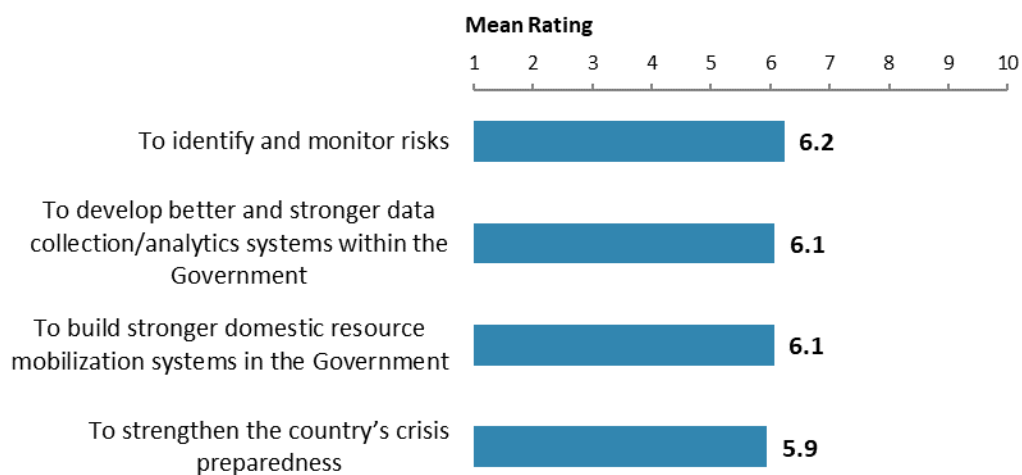 Mean Rating
1 2 3 4 5 6 7 8 9 10
To identify and monitor risks
6.2
To develop better and stronger data
collection/analytics systems within the
Government
6.1
To build stronger domestic resource
mobilization systems in the Government
6.1
To strengthen the country’s crisis
preparedness
5.9